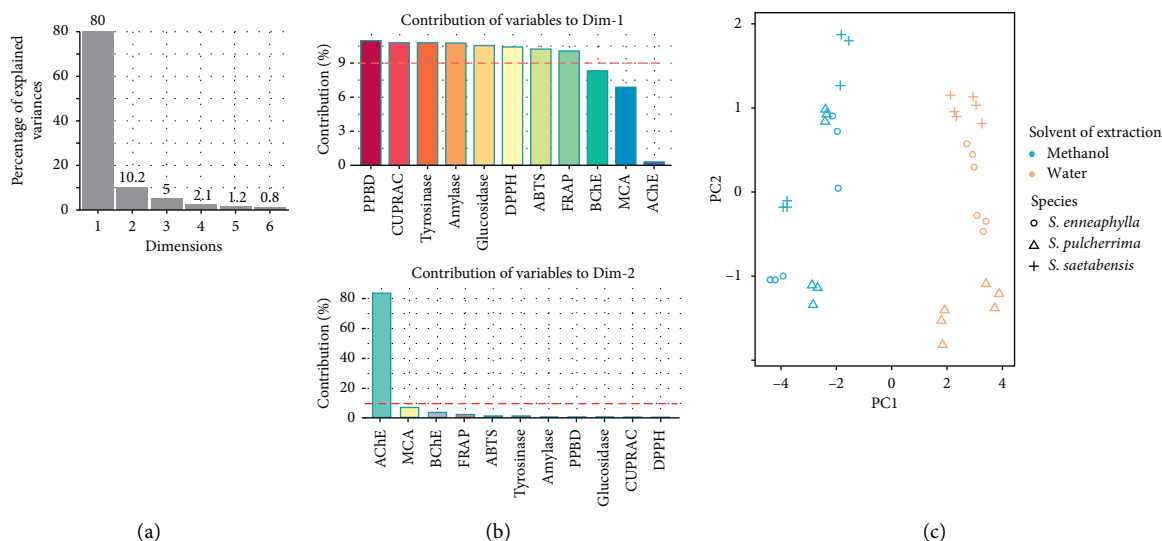 80
80
60
40
20
0
10.2
5
2.1
1.2
0.8
1
2
3
4
5
6
Percentage of explained
variances
Dimensions
(a)
Contribution of variables to Dim-1
9
6
3
0
Contribution (%)
PPBD
CUPRAC
Tyrosinase
Amylase
Glucosidase
DPPH
ABTS
FRAP
BChE
MCA
AChE
Contribution of variables to Dim-2
80
60
40
20
0
Contribution (%)
AChE
MCA
BChE
FRAP
ABTS
Tyrosinase
Amylase
PPBD
Glucosidase
CUPRAC
DPPH
(b)
2
1
0
−1
PC2
−4
−2
0
2
4
PC1
Solvent of extraction
Methanol
Water
Species
S. enneaphylla
S. pulcherrima
S. saetabensis
(c)